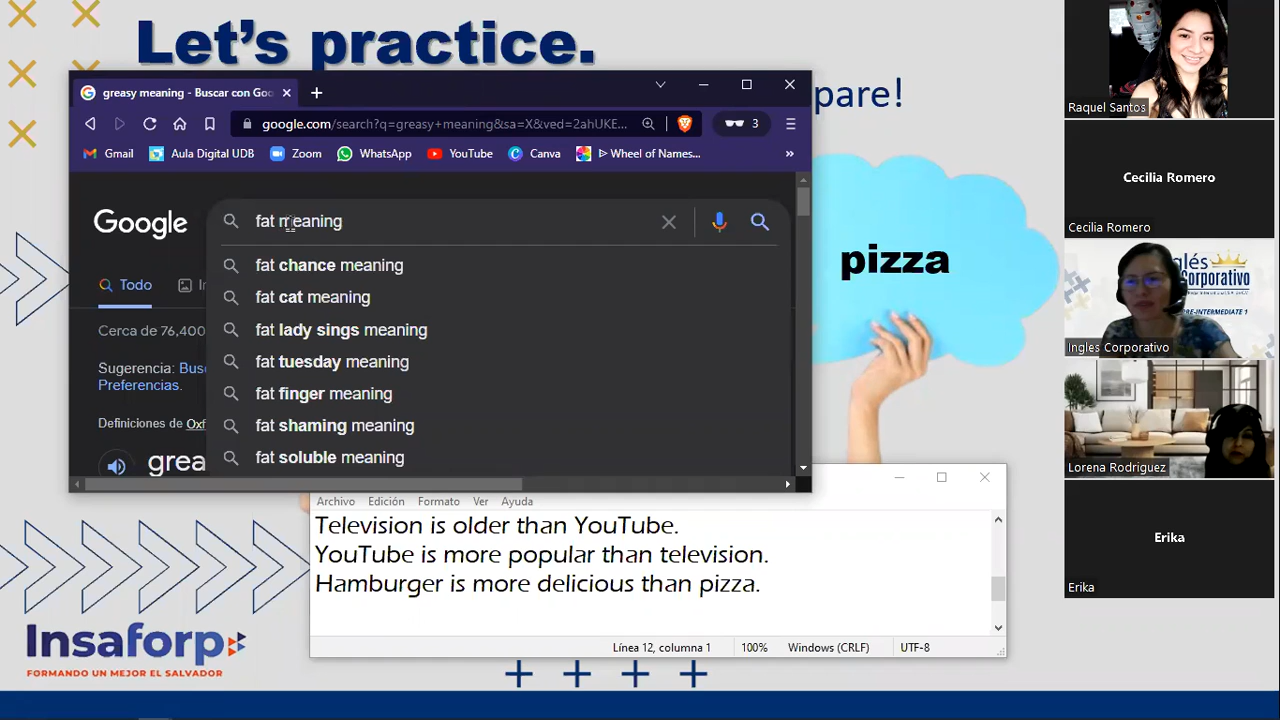 Let's practice.
pare!
greasy meaning - Buscar con Goo
google.com/search?q=greasy+meaning&sa=X&ved=2ahUKE...
3
Gmail
Aula Digital UDB
Zoom
WhatsApp
YouTube
Canva
Wheel of Names...
»
Google
fat meaning
fat chance meaning
fat cat meaning
fat lady sings meaning
fat tuesday meaning
fat finger meaning
fat shaming meaning
fat soluble meaning
Todo
Cerca de 76,400
Sugerencia: Bus
Preferencias.
Definiciones de Oxf
grea
pizza
Archivo
Edición
Formato
Ver
Ayuda
Television is older than YouTube.
YouTube is more popular than television.
Hamburger is more delicious than pizza.
Línea 12, columna 1
100%
Windows (CRLF)
UTF-8
Insaforp
FORMANDO UN MEJOR EL SALVADOR
Raquel Santos
Cecilia Romero
Cecilia Romero
glés
Corporativo
PRE-INTERMEDIATE 1
Ingles Corporativo
Lorena Rodriguez
Erika
Erika